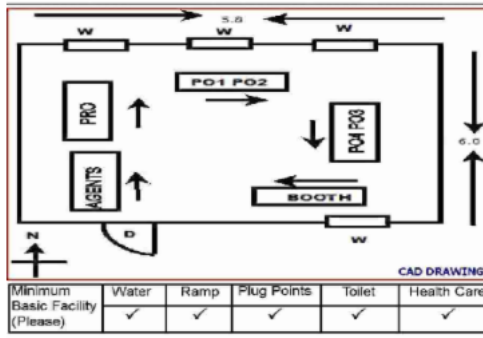 5.0
W W W
PO1 PO2
PRO
PO4 PO3
6.0
AGENTS
BOOTH
N
D
W
CAD DRAWING
Minimum Basic Facility (Please) Water Ramp Plug Points Toilet Health Care
✓ ✓ ✓ ✓ ✓